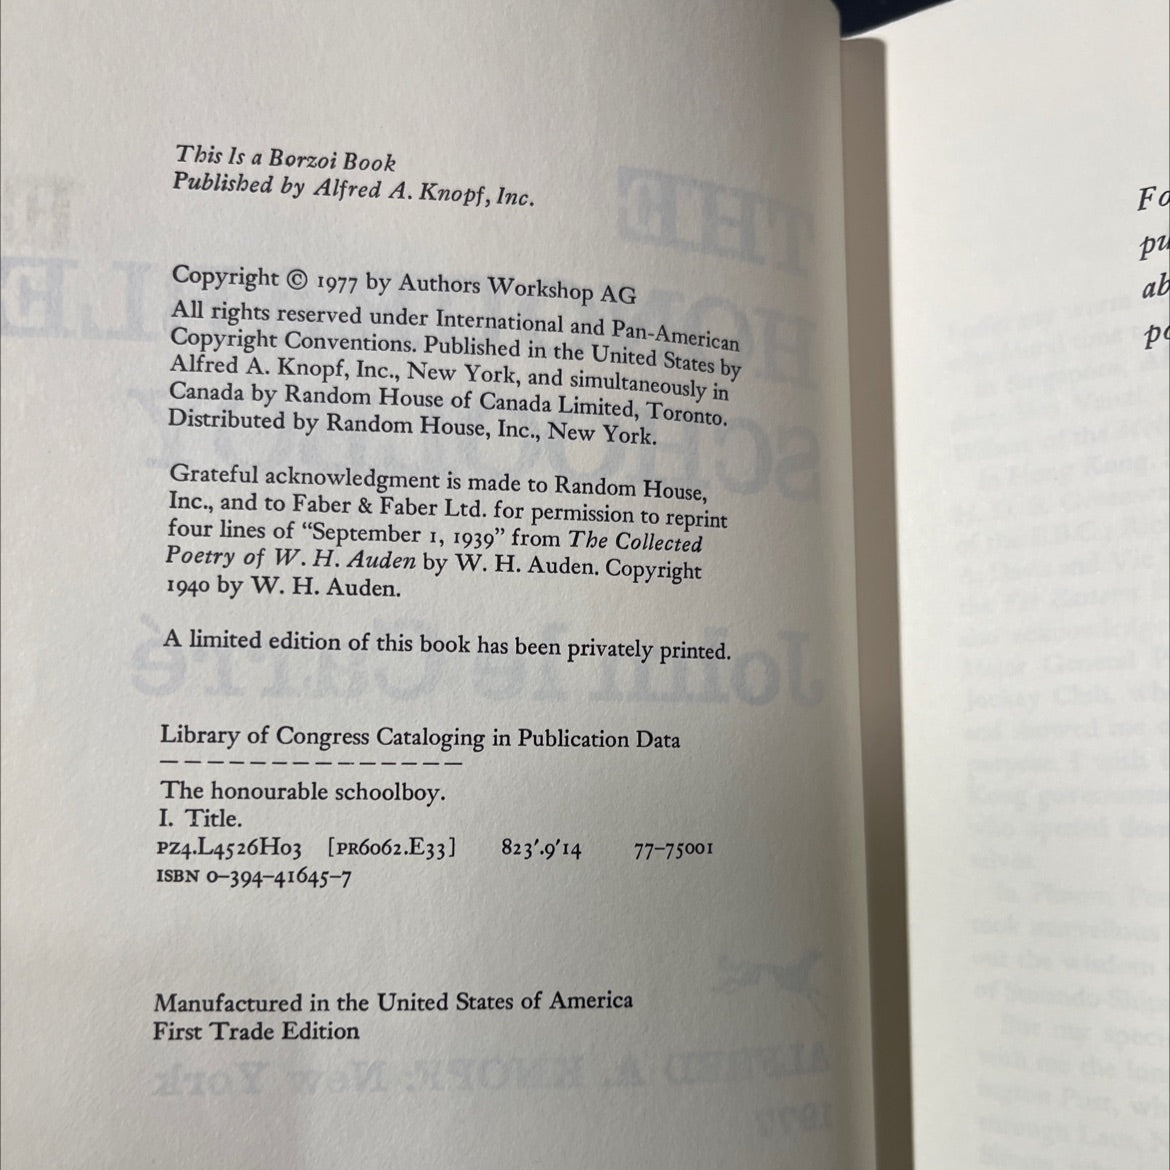 This Is a Borzoi Book
Published by Alfred A. Knopf, Inc.
Copyright © 1977 by Authors Workshop AG
All rights reserved under International and Pan-American
Copyright Conventions. Published in the United States by
Alfred A. Knopf, Inc., New York, and simultaneously in
Canada by Random House of Canada Limited, Toronto.
Distributed by Random House, Inc., New York.
Grateful acknowledgment is made to Random House,
Inc., and to Faber & Faber Ltd. for permission to reprint
four lines of “September 1, 1939” from The Collected
Poetry of W. H. Auden by W. H. Auden. Copyright
1940 by W. H. Auden.
A limited edition of this book has been privately printed.
Library of Congress Cataloging in Publication Data
The honourable schoolboy.
I. Title.
PZ4.L4526H03 [PR6062.E33] 823'.9'14 77–75001
ISBN 0–394–41645–7
Manufactured in the United States of America
First Trade Edition